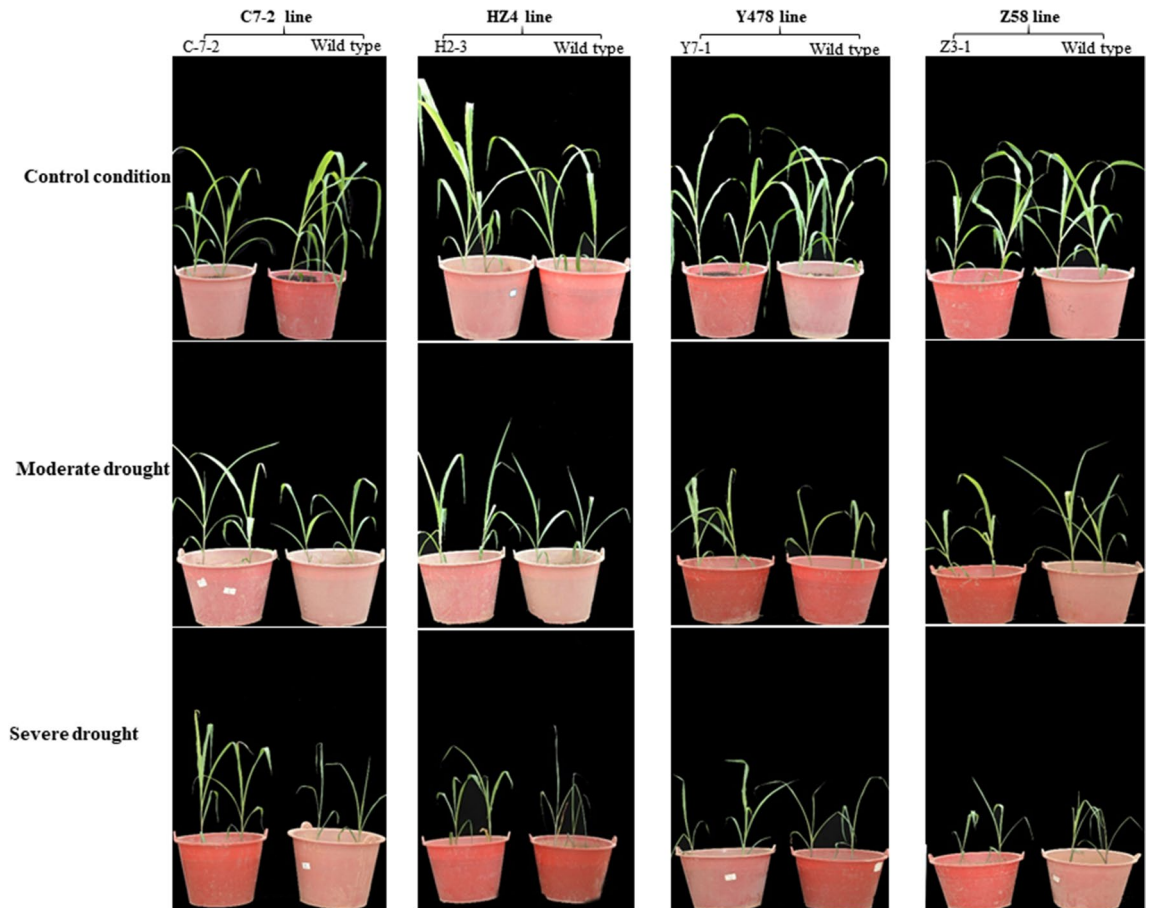 C7-2 line
HZ4 line
Y478 line
Z58 line
C-7-2
Wild type
H2-3
Wild type
Y7-1
Wild type
Z3-1
Wild type
Control condition
Moderate drought
Severe drought